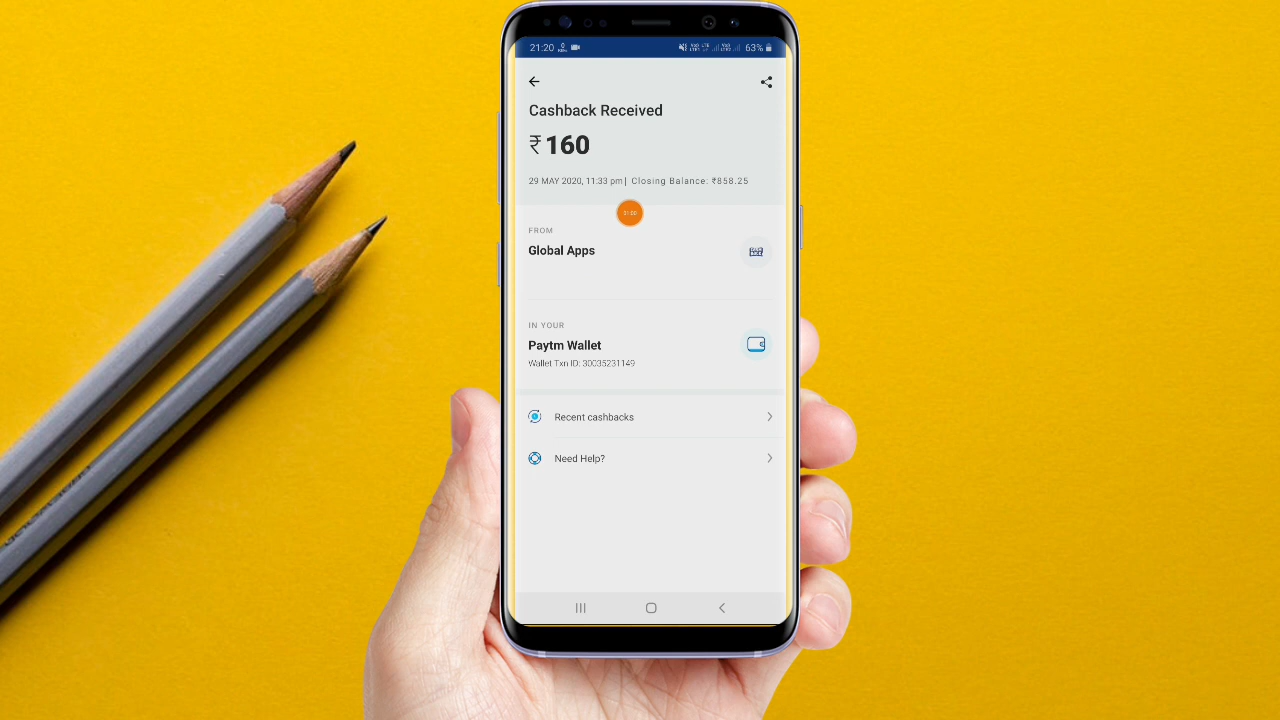 21:20
63%
Cashback Received
₹160
29 MAY 2020, 11:33 pm| Closing Balance: ₹858.25
FROM
Global Apps
IN YOUR
Paytm Wallet
Wallet Txn ID: 30035231149
Recent cashbacks
Need Help?